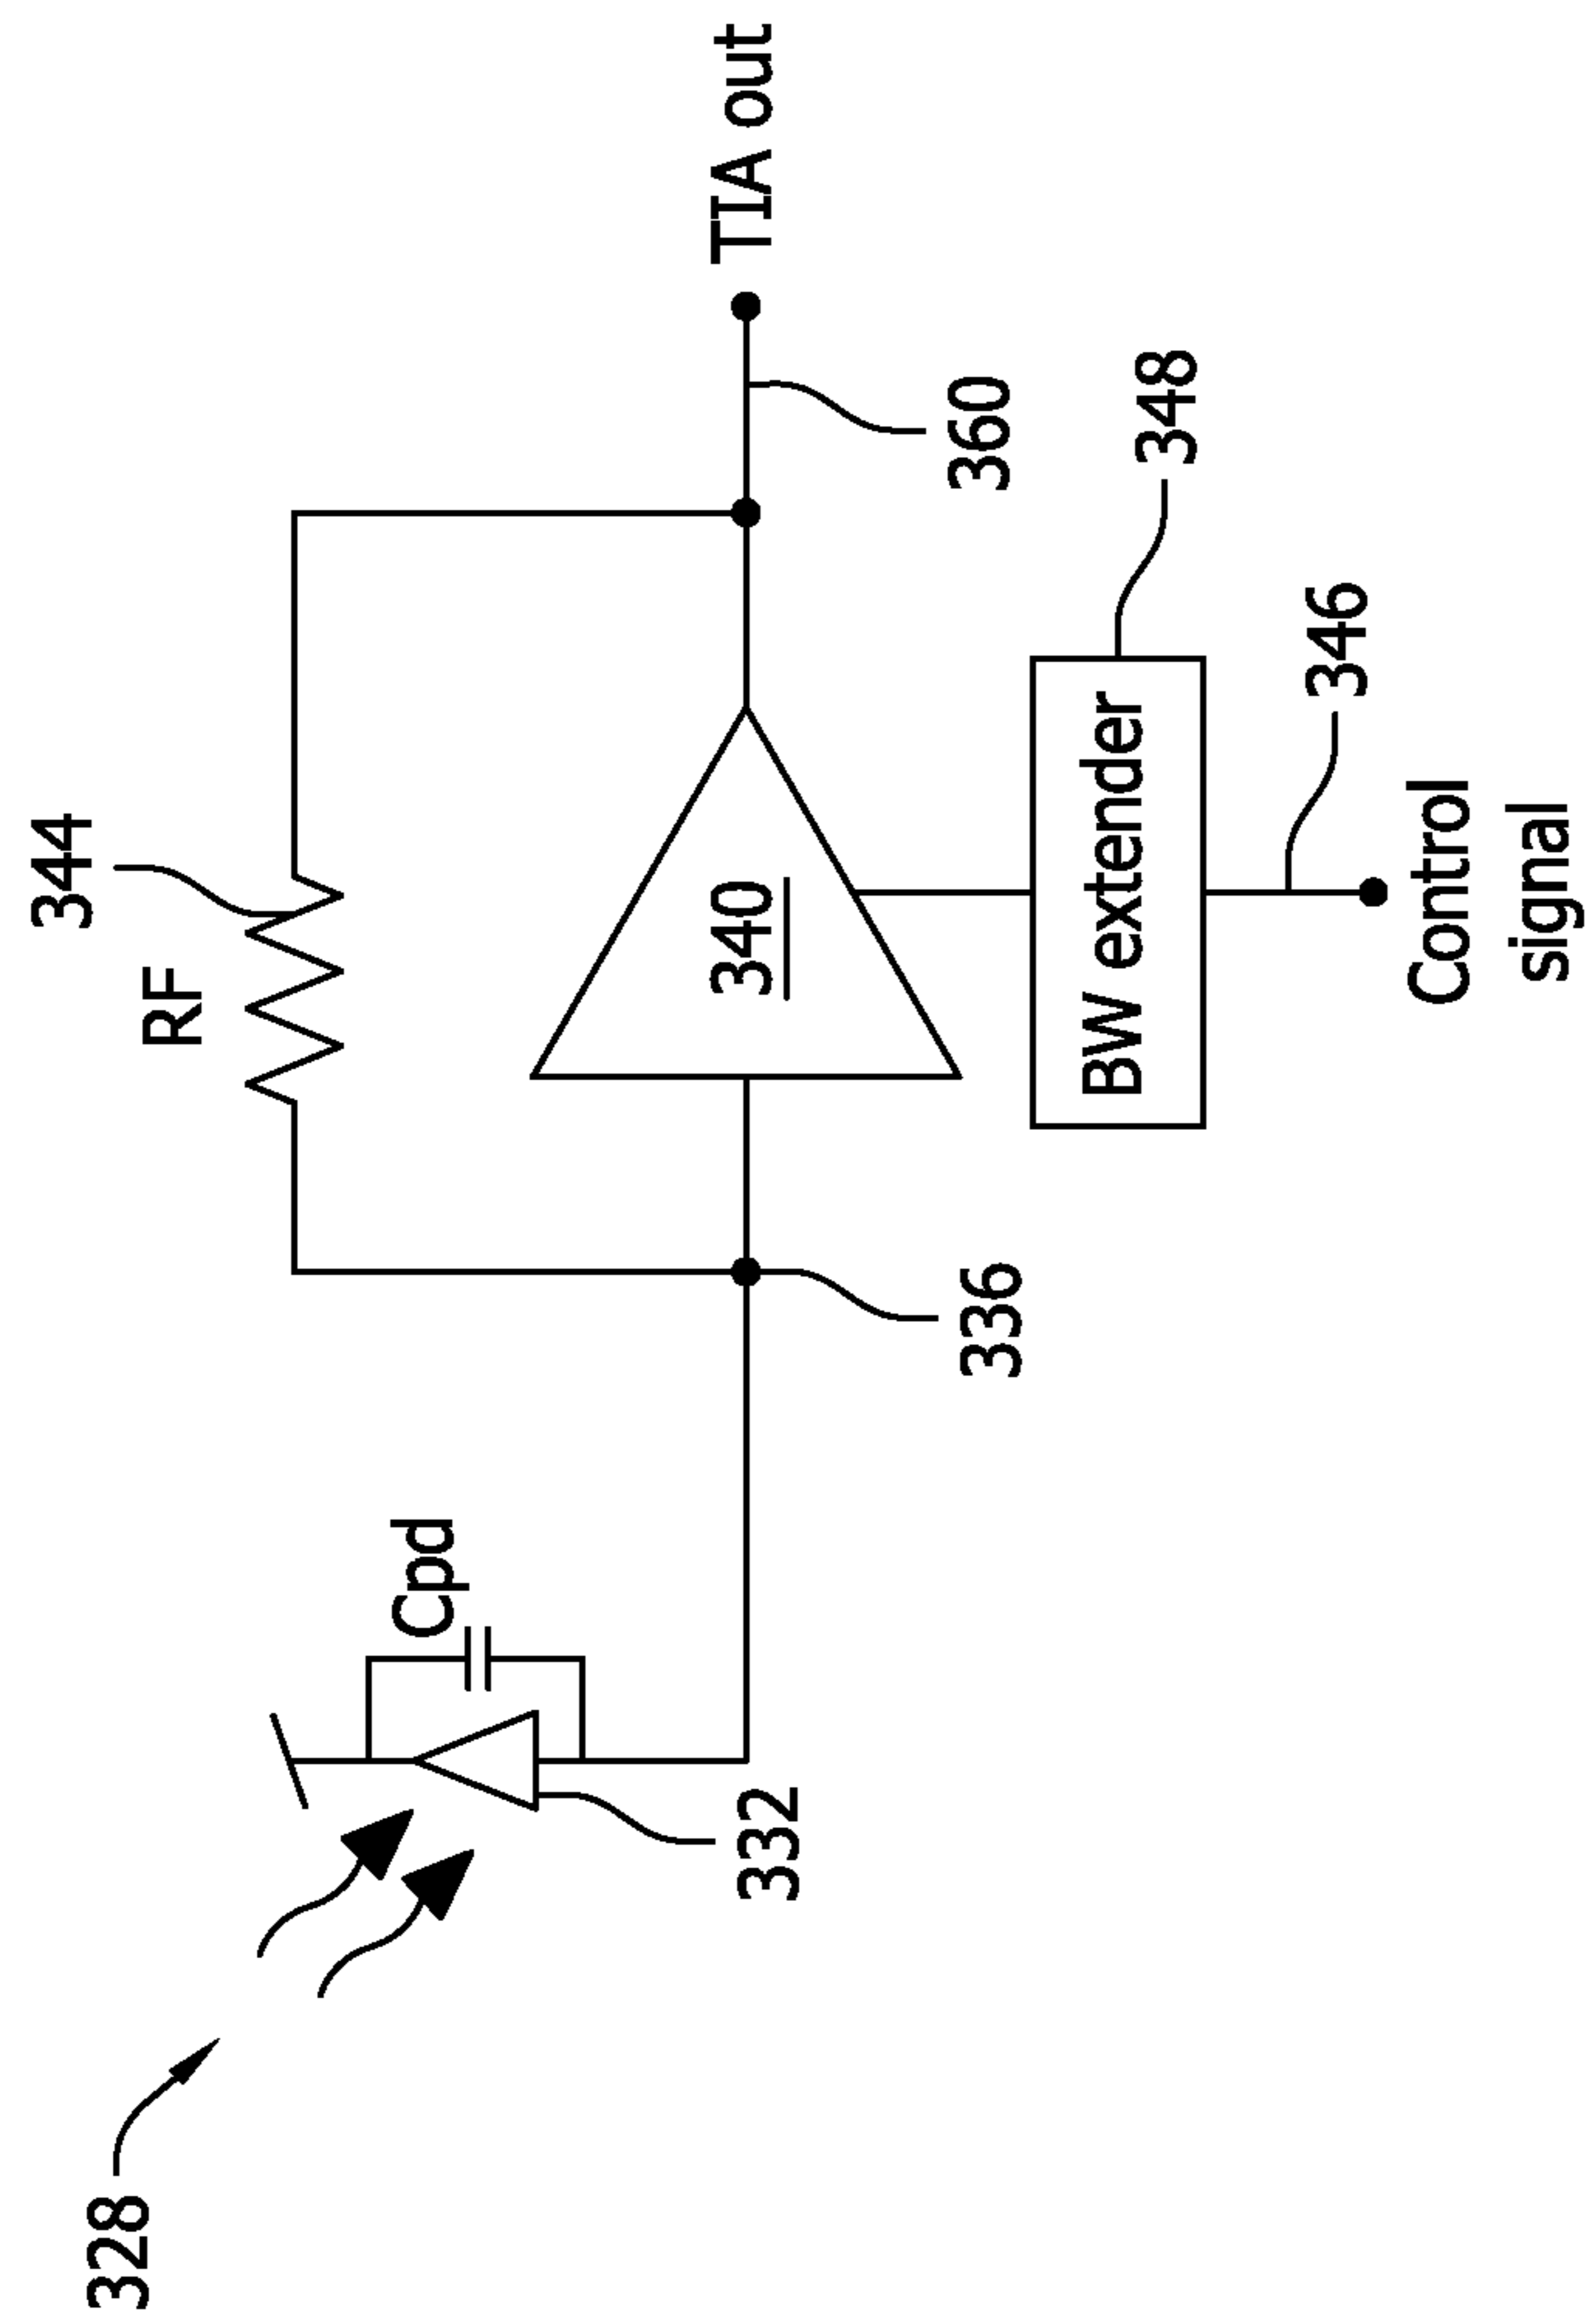 328
332
Cpd
336
344
RF
340
BW extender
348
346
Control
signal
360
TIA out